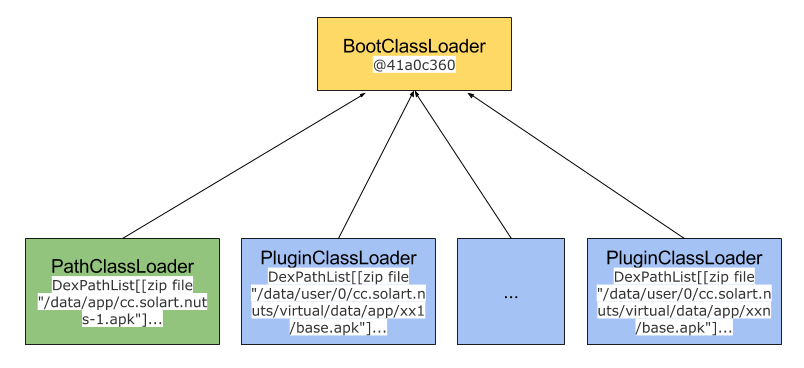 BootClassLoader
@41a0c360
PathClassLoader
DexPathList[[zip file
"/data/app/cc.solart.nut
s-1.apk"]...
PluginClassLoader
DexPathList[[zip file
"/data/user/0/cc.solart.n
uts/virtual/data/app/xx1
/base.apk"]...
...
PluginClassLoader
DexPathList[[zip file
"/data/user/0/cc.solart.n
uts/virtual/data/app/xxn
/base.apk"]...